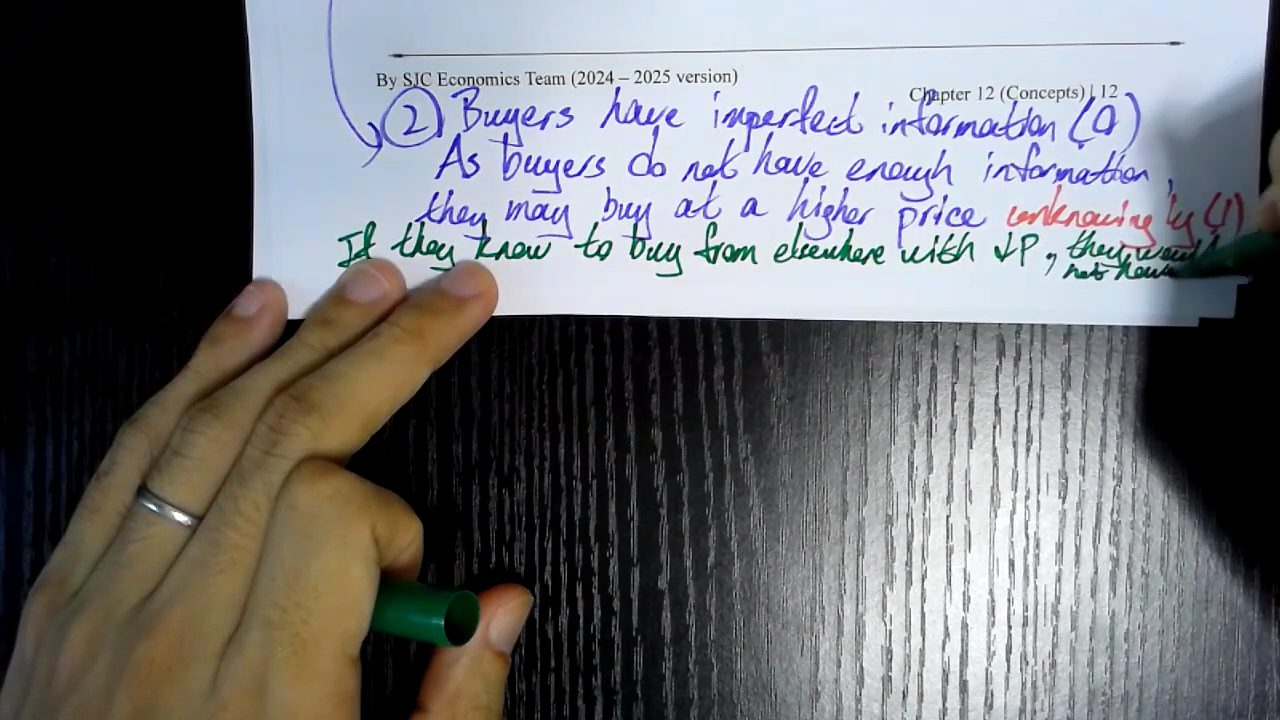 By SJC Economics Team (2024 – 2025 version)
Chapter 12 (Concepts) | 12
② Buyers have imperfect information (0)
As buyers do not have enough information,
they may buy at a higher price unknowingly (1)
If they know to buy from elsewhere with ↓P, they would
not have